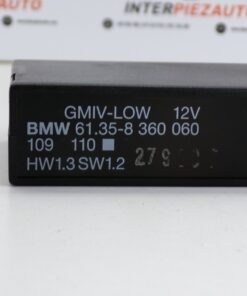 INTERPIEZAUTO
GMIV-LOW 12V
BMW 61.35-8 360 060
109 110
HW1.3 SW1.2